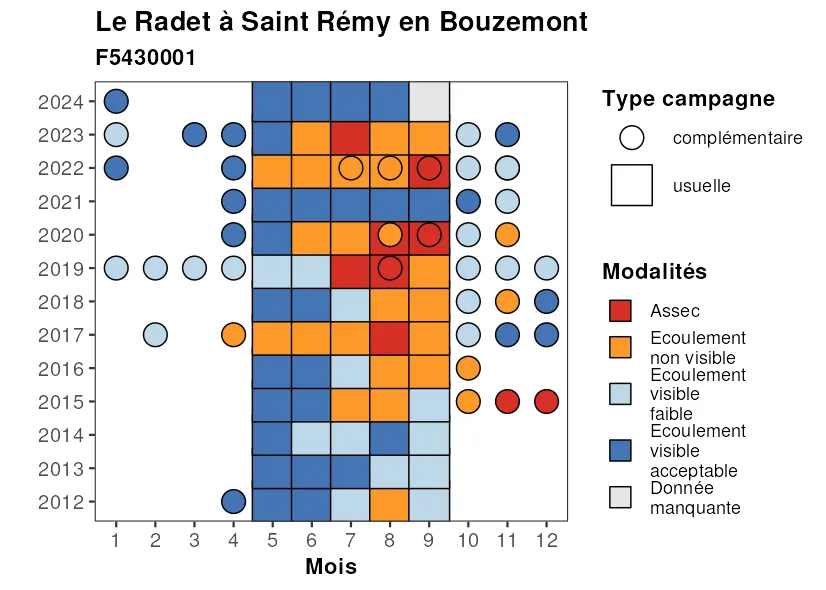 Le Radet à Saint Rémy en Bouzemont
F5430001
2024
2023
2022
2021
2020
2019
2018
2017
2016
2015
2014
2013
2012
1 2 3 4 5 6 7 8 9 10 11 12
Mois
Type campagne
complémentaire
usuelle
Modalités
Assec
Ecoulement
non visible
Ecoulement
visible
faible
Ecoulement
visible
acceptable
Donnée
manquante